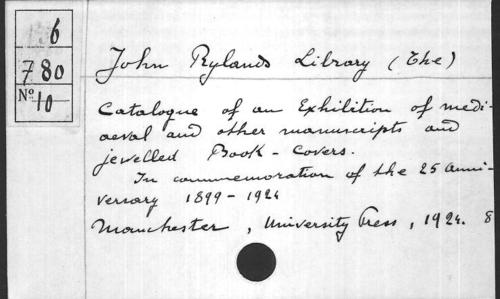 6
780
Nº 10
John Rylands Library (The)
Catalogue of an Exhibition of medi-
aeval and other manuscripts and
jewelled Book-Covers.
In commemoration of the 25 anni-
versary 1899-1924
Manchester, University Press, 1924. 8